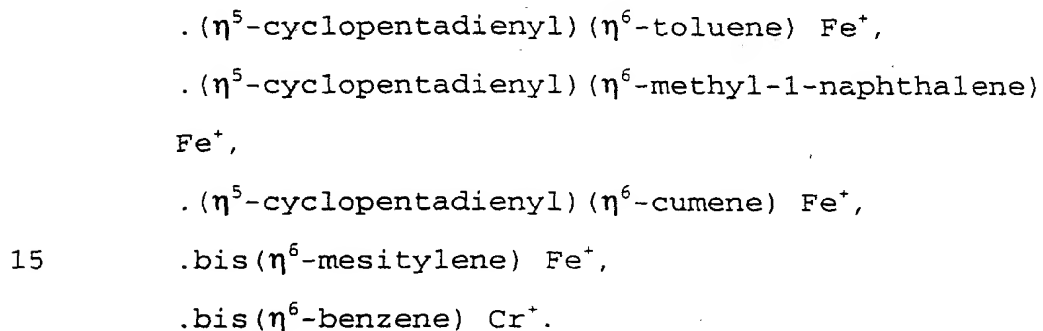 . (η⁵-cyclopentadienyl) (η⁶-toluene) Fe⁺,
. (η⁵-cyclopentadienyl) (η⁶-methyl-1-naphthalene)
Fe⁺,
. (η⁵-cyclopentadienyl) (η⁶-cumene) Fe⁺,
15 .bis(η⁶-mesitylene) Fe⁺,
.bis(η⁶-benzene) Cr⁺.